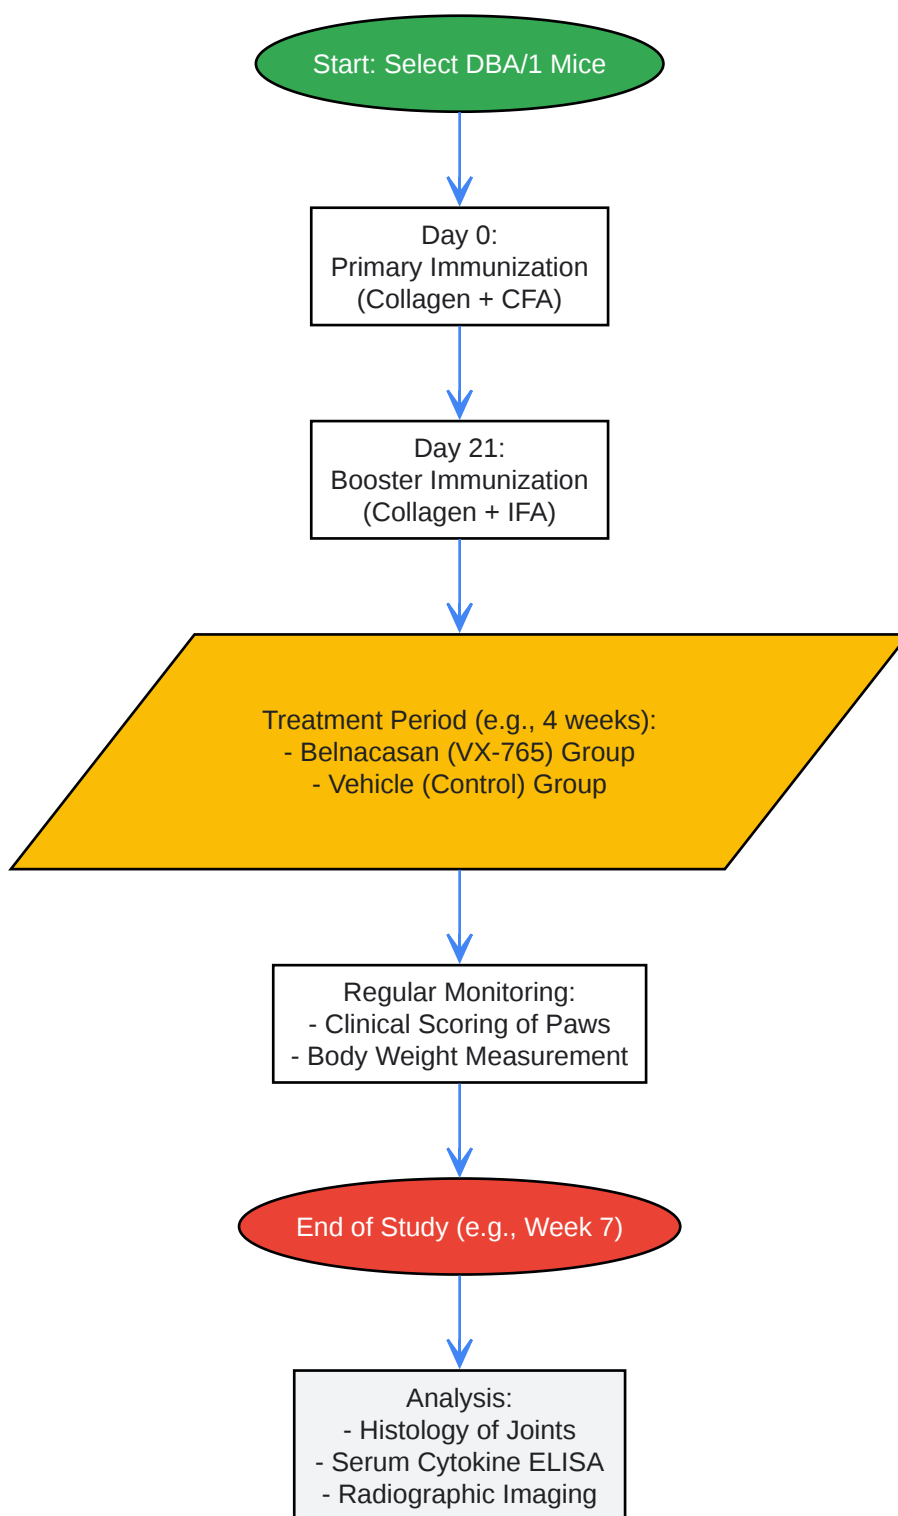 Start: Select DBA/1 Mice
Day 0:
Primary Immunization
(Collagen + CFA)
Day 21:
Booster Immunization
(Collagen + IFA)
Treatment Period (e.g., 4 weeks):
- Belnacasan (VX-765) Group
- Vehicle (Control) Group
Regular Monitoring:
- Clinical Scoring of Paws
- Body Weight Measurement
End of Study (e.g., Week 7)
Analysis:
- Histology of Joints
- Serum Cytokine ELISA
- Radiographic Imaging